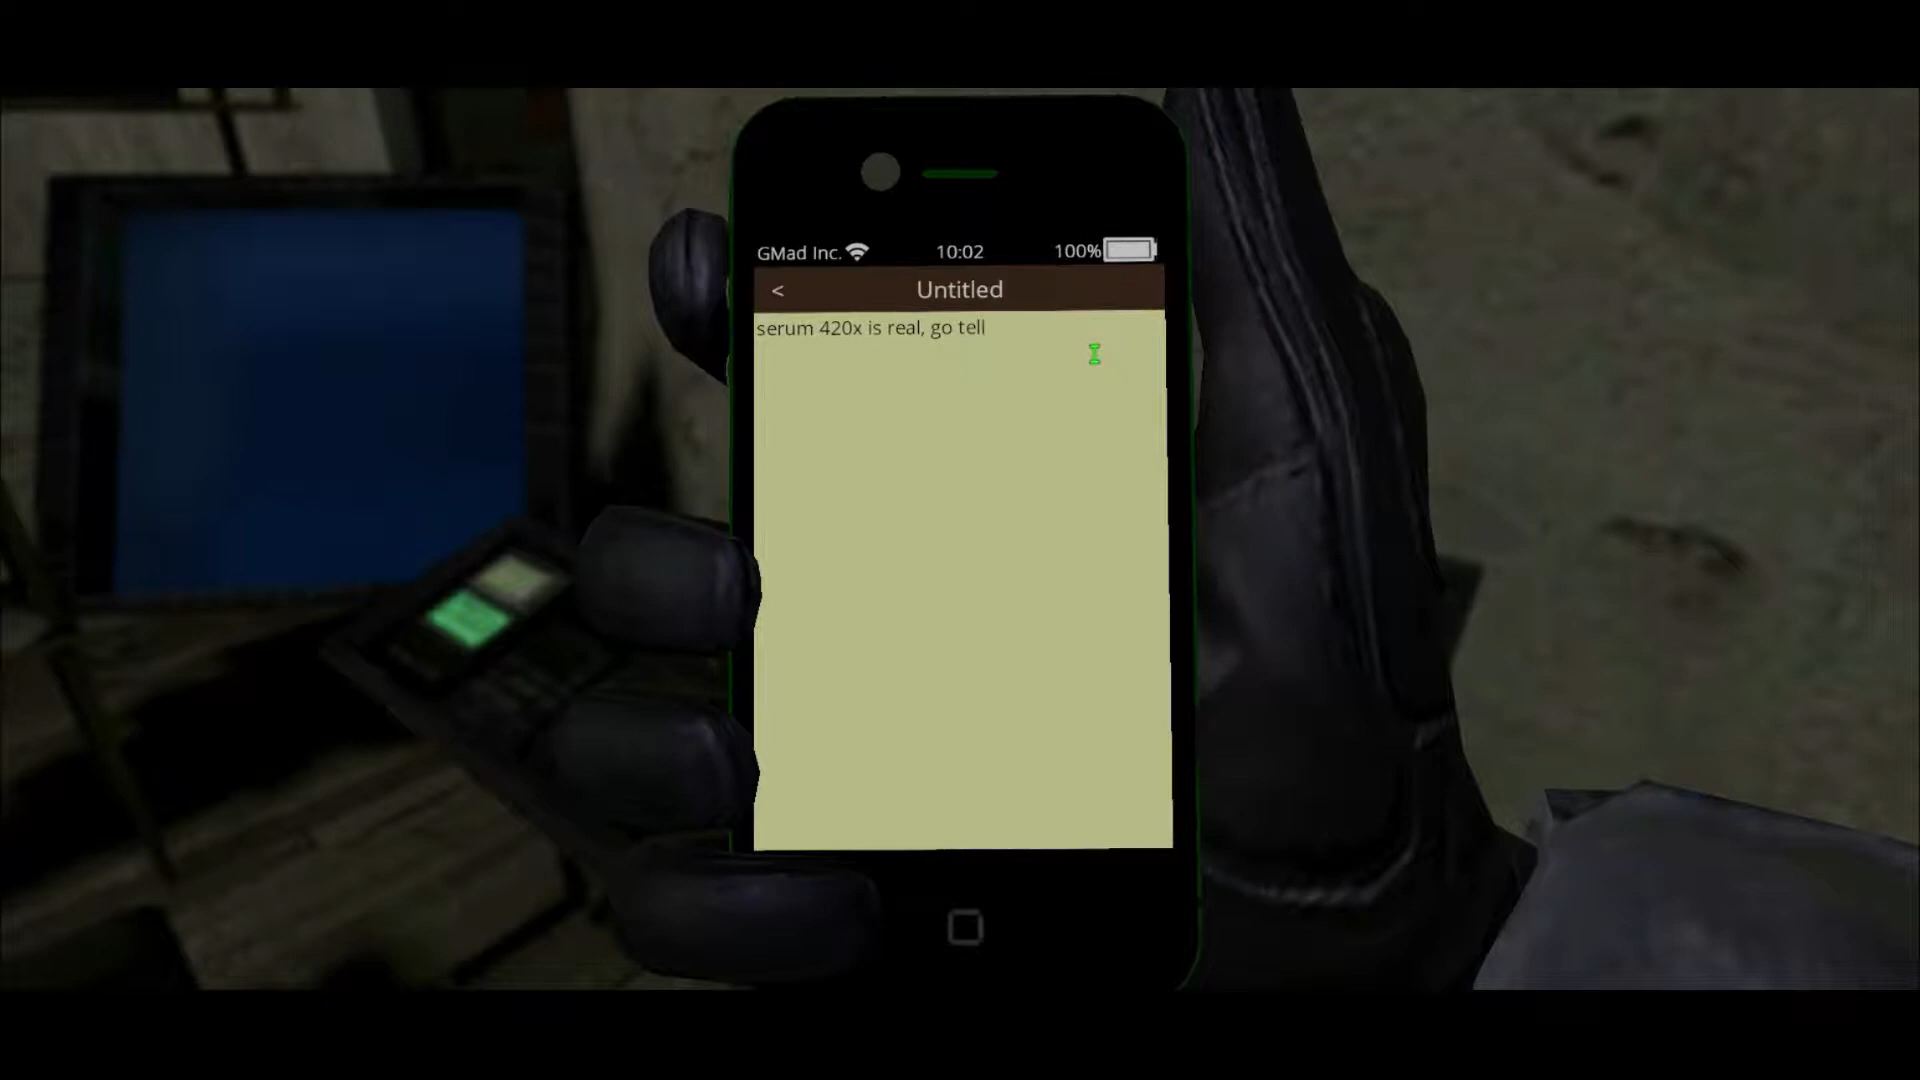 GMad Inc. 10:02 100%
< Untitled
serum 420x is real, go tell